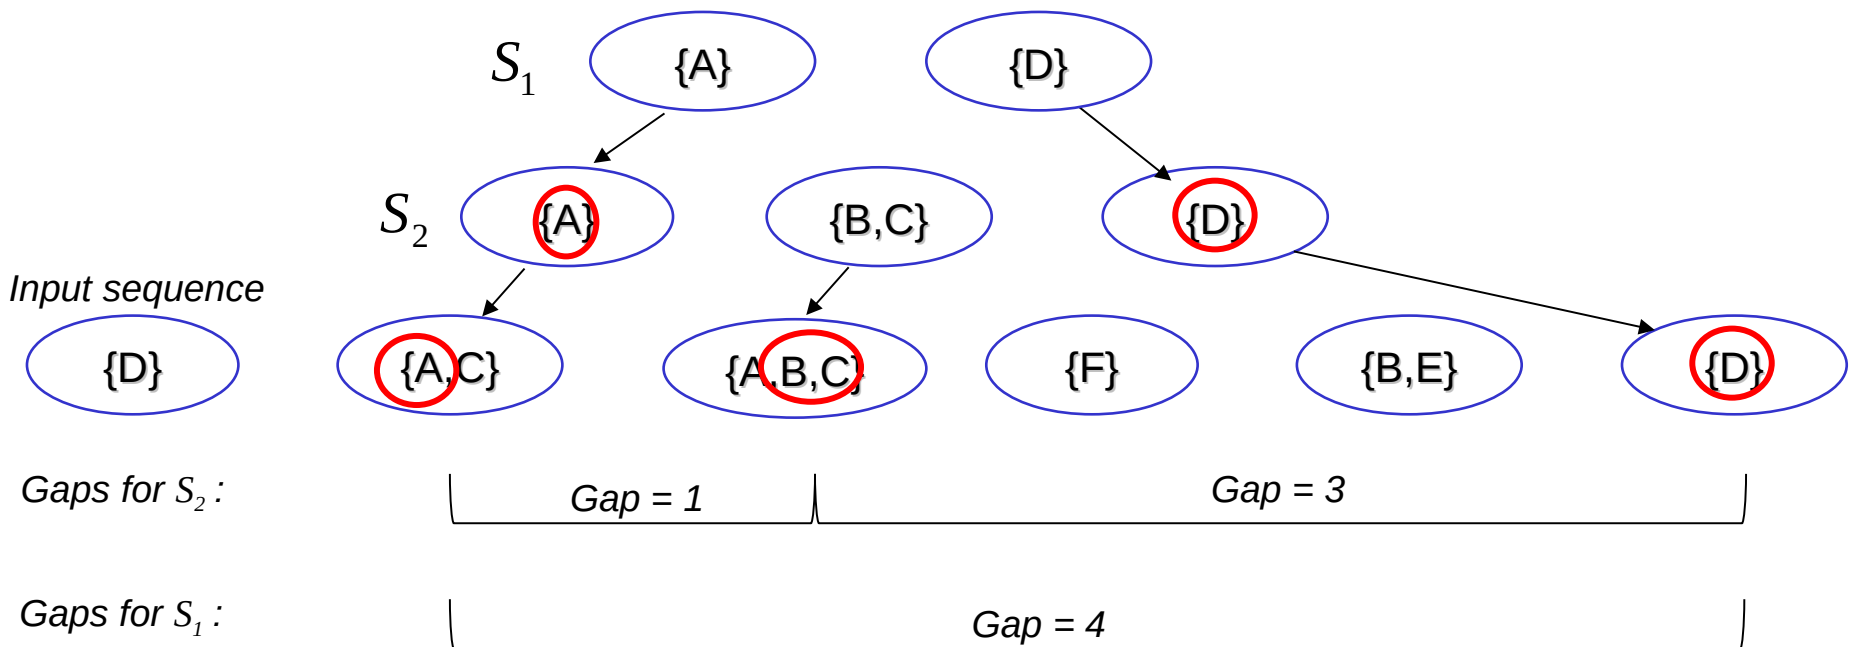 S1 {A} {D}
S2 {A} {B,C} {D}
Input sequence
{D} {A,C} {A,B,C} {F} {B,E} {D}
Gaps for S2 : Gap = 1 Gap = 3
Gaps for S1 : Gap = 4